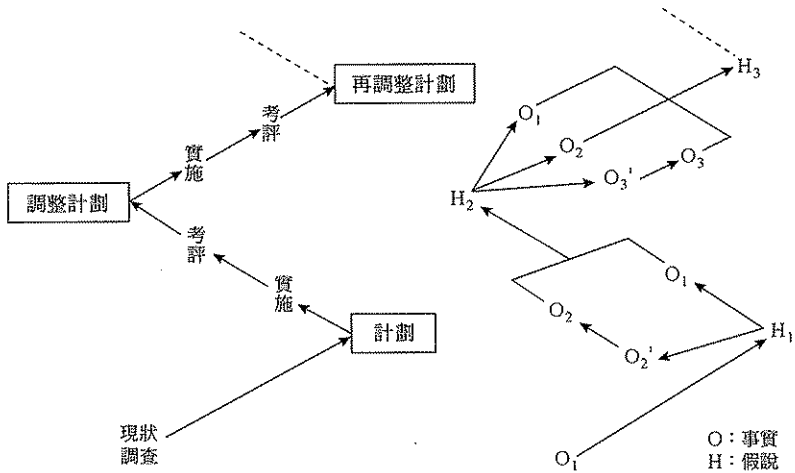 再調整計劃
考評
實施
調整計劃
考評
實施
計劃
現狀
調查
H₃
O₁
O₂
O₃'
O₃
H₂
O₁
O₂
O₂'
H₁
O₁
O：事實
H：假說